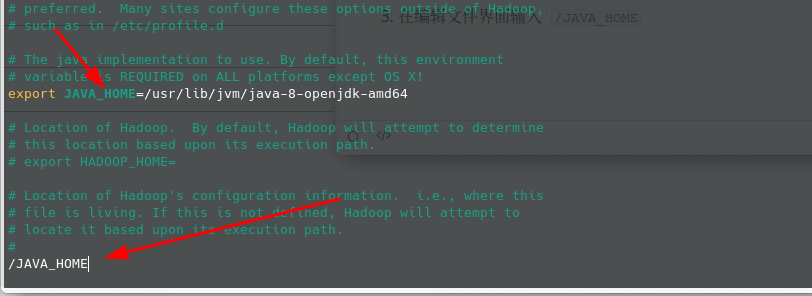 # preferred.  Many sites configure these options outside of Hadoop,
3. 在编辑文件界面输入 /JAVA_HOME
# such as in /etc/profile.d

# The java implementation to use. By default, this environment
# variable is REQUIRED on ALL platforms except OS X!
export JAVA_HOME=/usr/lib/jvm/java-8-openjdk-amd64

# Location of Hadoop.  By default, Hadoop will attempt to determine
# this location based upon its execution path.
</>
# export HADOOP_HOME=

# Location of Hadoop's configuration information.  i.e., where this
# file is living. If this is not defined, Hadoop will attempt to
# locate it based upon its execution path.
#
/JAVA_HOME